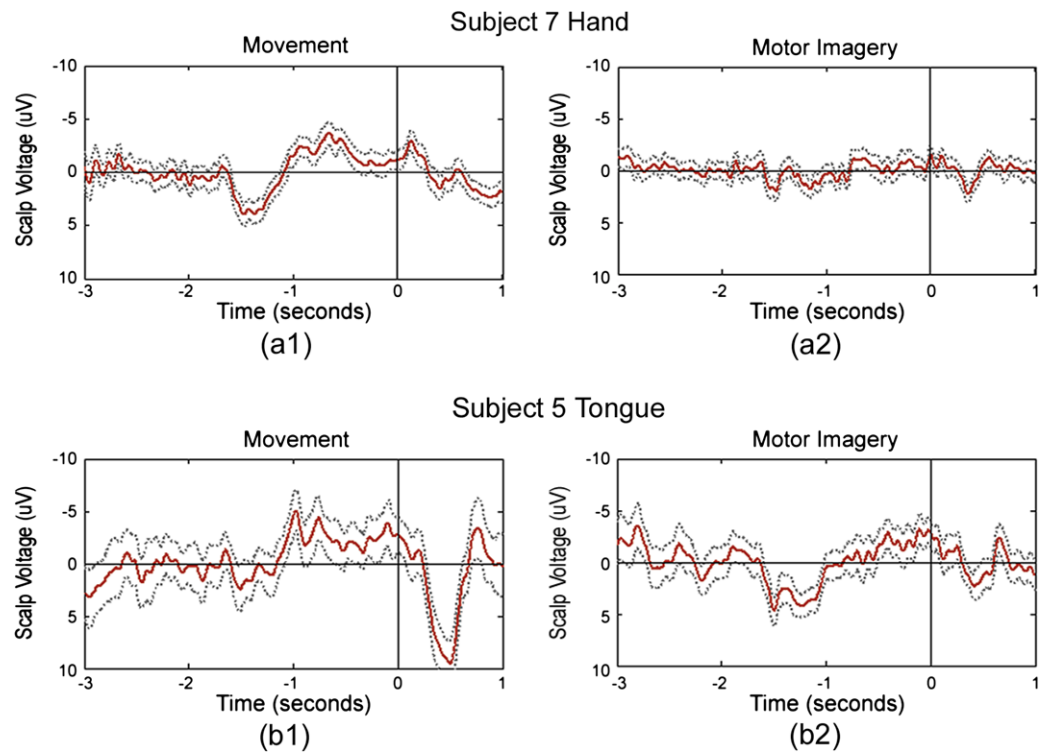 Subject 7 Hand
Movement
Motor Imagery
Scalp Voltage (uV)
-10
-5
0
5
10
-3
-2
-1
0
1
Time (seconds)
(a1)
Scalp Voltage (uV)
-10
-5
0
5
10
-3
-2
-1
0
1
Time (seconds)
(a2)
Subject 5 Tongue
Movement
Motor Imagery
Scalp Voltage (uV)
-10
-5
0
5
10
-3
-2
-1
0
1
Time (seconds)
(b1)
Scalp Voltage (uV)
-10
-5
0
5
10
-3
-2
-1
0
1
Time (seconds)
(b2)